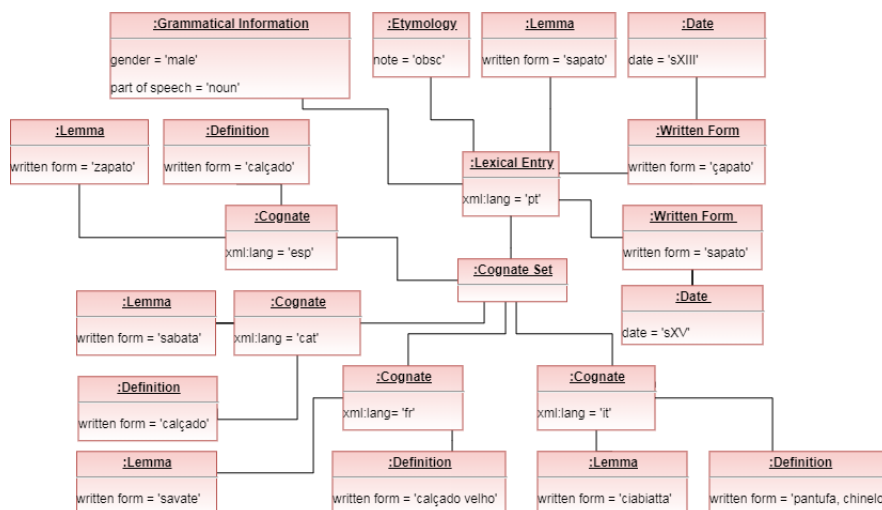 :Grammatical Information
gender = 'male'
part of speech = 'noun'
:Etymology
note = 'obsc'
:Lemma
written form = 'sapato'
:Date
date = 'sXIII'
:Lemma
written form = 'zapato'
:Definition
written form = 'calçado'
:Lexical Entry
xml:lang = 'pt'
:Written Form
written form = 'çapato'
:Cognate
xml:lang = 'esp'
:Written Form
written form = 'sapato'
:Cognate Set
:Lemma
written form = 'sabata'
:Cognate
xml:lang = 'cat'
:Date
date = 'sXV'
:Definition
written form = 'calçado'
:Cognate
xml:lang= 'fr'
:Cognate
xml:lang = 'it'
:Lemma
written form = 'savate'
:Definition
written form = 'calçado velho'
:Lemma
written form = 'ciabiatta'
:Definition
written form = 'pantufa, chinelo